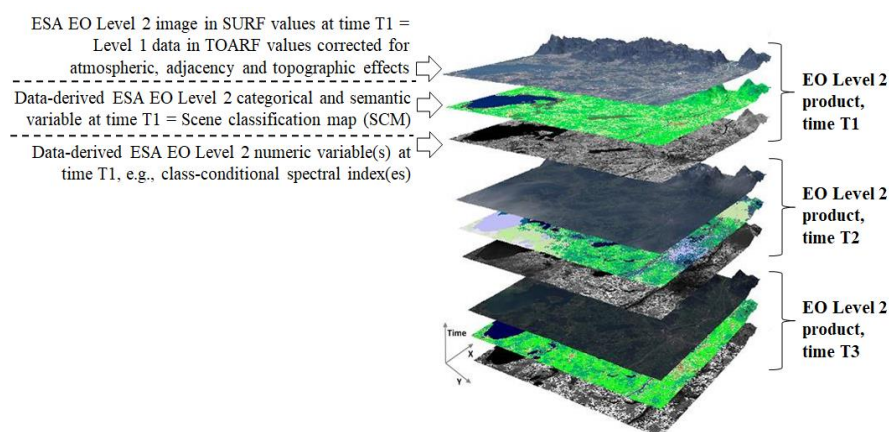 ESA EO Level 2 image in SURF values at time T1 =
Level 1 data in TOARF values corrected for
atmospheric, adjacency and topographic effects
Data-derived ESA EO Level 2 categorical and semantic
variable at time T1 = Scene classification map (SCM)
Data-derived ESA EO Level 2 numeric variable(s) at
time T1, e.g., class-conditional spectral index(es)
EO Level 2
product,
time T1
EO Level 2
product,
time T2
EO Level 2
product,
time T3
Time
X
Y